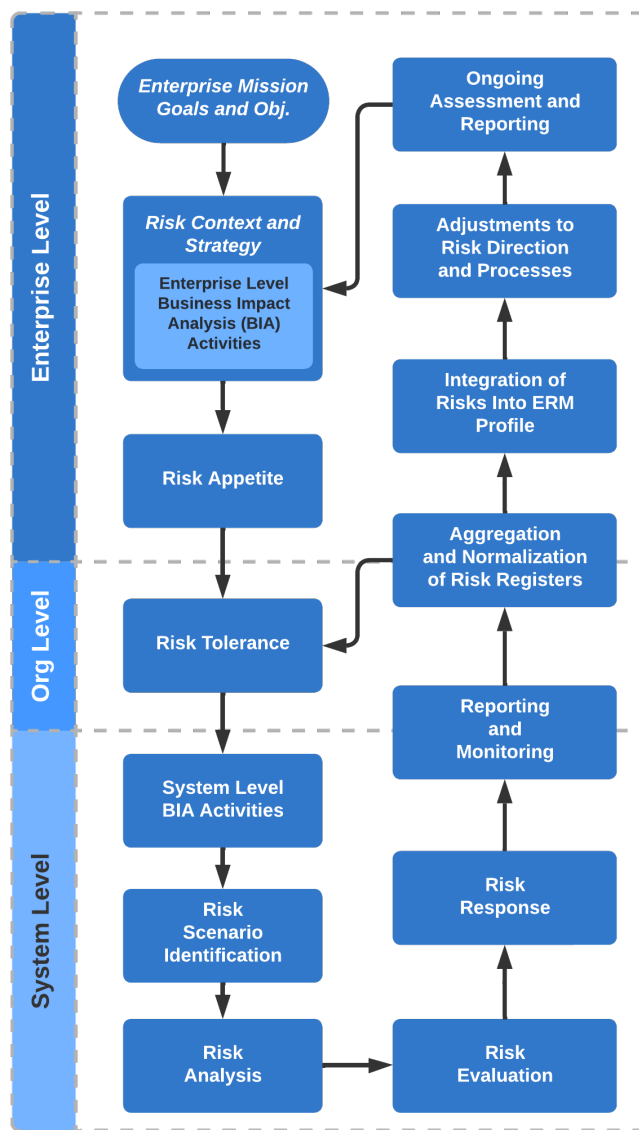 Enterprise Level
Org Level
System Level
Enterprise Mission
Goals and Obj.
Risk Context and
Strategy
Enterprise Level
Business Impact
Analysis (BIA)
Activities
Risk Appetite
Risk Tolerance
System Level
BIA Activities
Risk
Scenario
Identification
Risk
Analysis
Risk
Evaluation
Risk
Response
Reporting
and
Monitoring
Aggregation
and Normalization
of Risk Registers
Integration of
Risks Into ERM
Profile
Adjustments to
Risk Direction
and Processes
Ongoing
Assessment and
Reporting